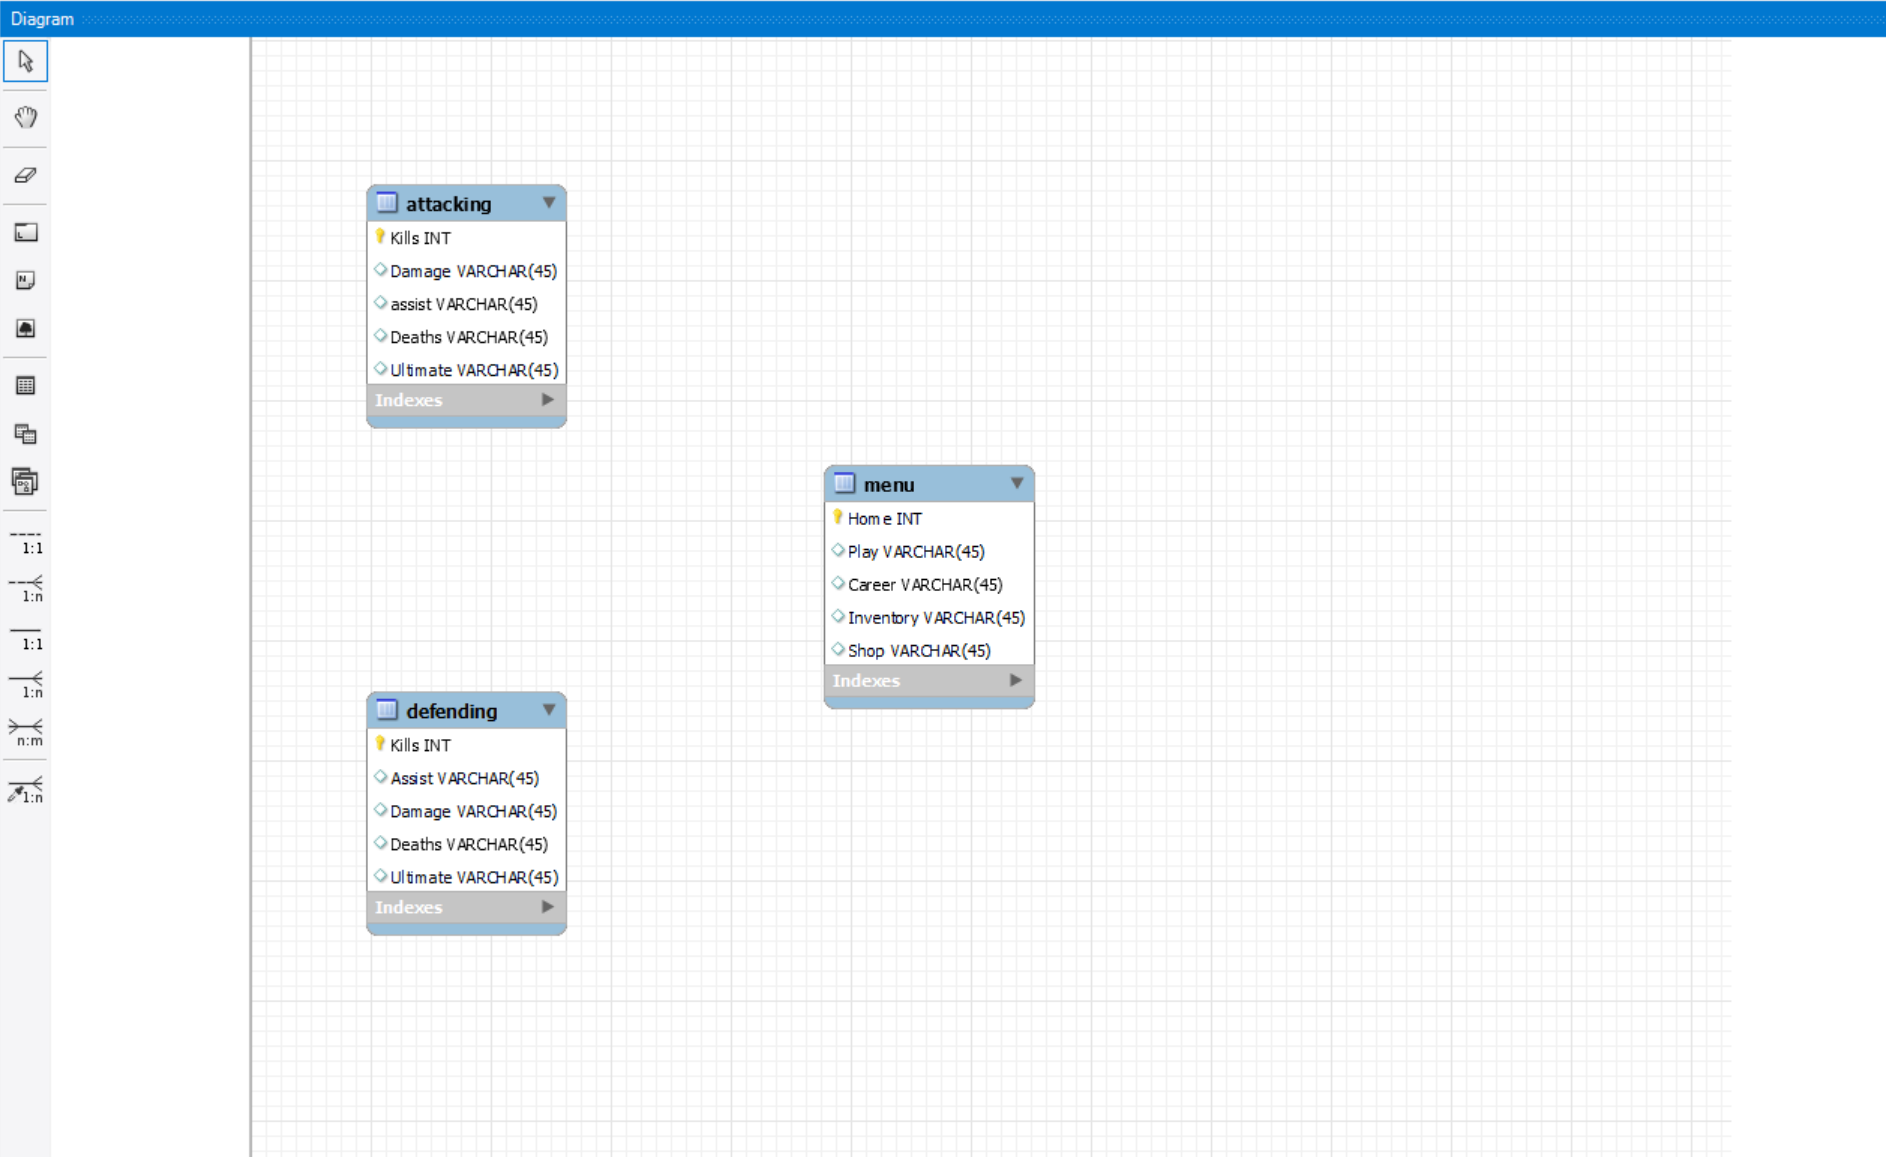 Diagram
attacking
Kills INT
Damage VARCHAR(45)
assist VARCHAR(45)
Deaths VARCHAR(45)
Ultimate VARCHAR(45)
Indexes
menu
Home INT
Play VARCHAR(45)
Career VARCHAR(45)
Inventory VARCHAR(45)
Shop VARCHAR(45)
Indexes
defending
Kills INT
Assist VARCHAR(45)
Damage VARCHAR(45)
Deaths VARCHAR(45)
Ultimate VARCHAR(45)
Indexes
1:1
1:n
1:1
1:n
n:m
1:n